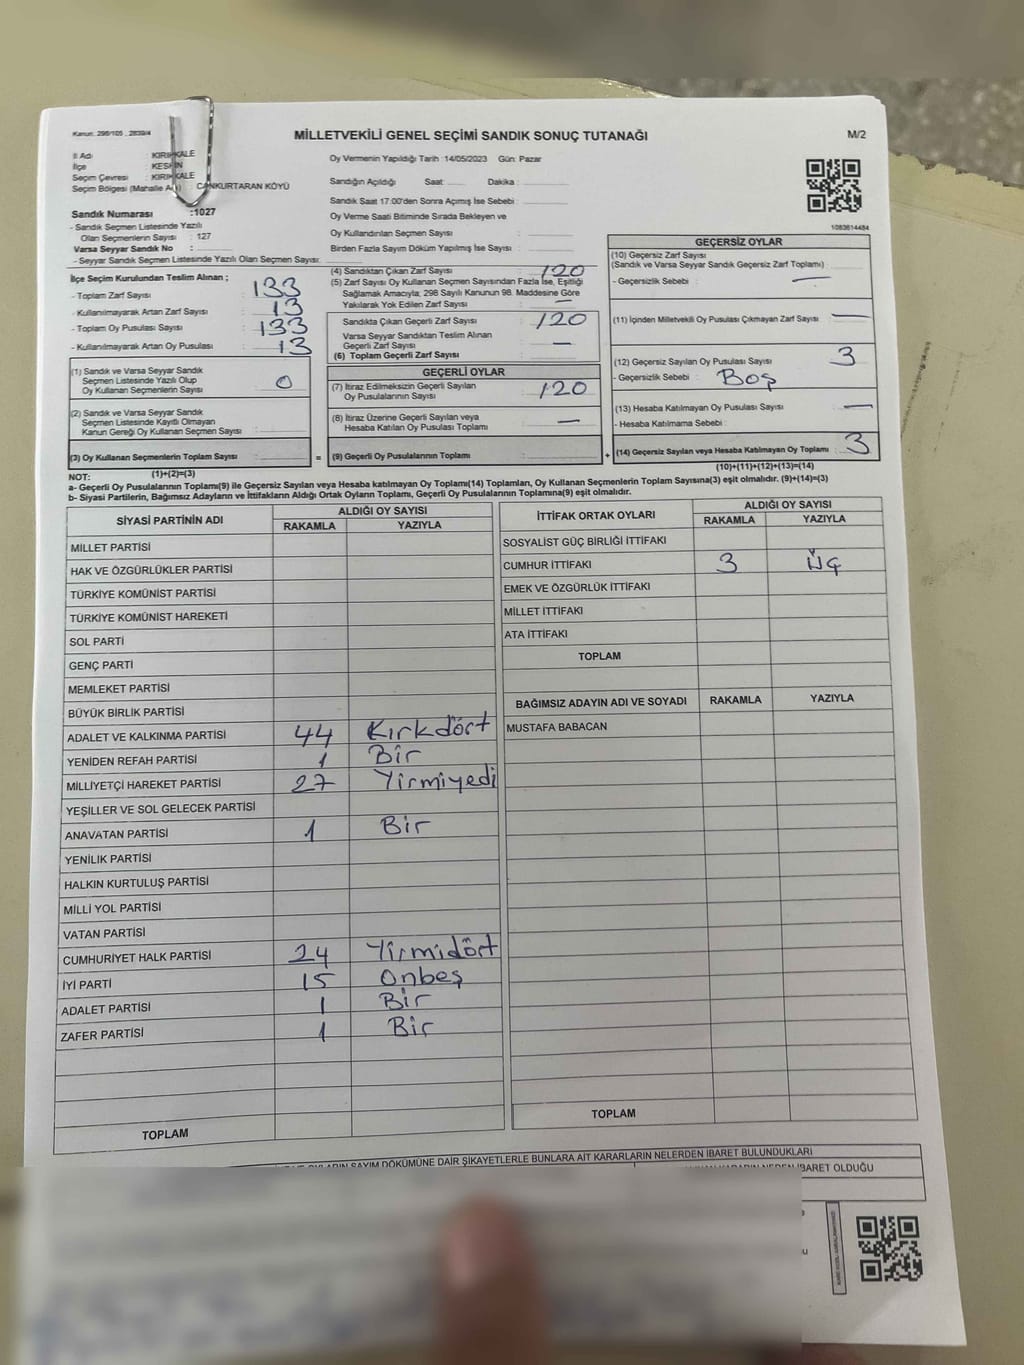 Kanun: 298/105 , 2839/4
MİLLETVEKİLİ GENEL SEÇİMİ SANDIK SONUÇ TUTANAĞI
M/2
İl Adı : KIRIKKALE
İlçe : KESKİN
Seçim Çevresi : KIRIKKALE
Seçim Bölgesi (Mahalle Adı) : CANKURTARAN KÖYÜ
Sandık Numarası :1027
- Sandık Seçmen Listesinde Yazılı
Olan Seçmenlerin Sayısı : 127
Varsa Seyyar Sandık No :
- Seyyar Sandık Seçmen Listesinde Yazılı Olan Seçmen Sayısı:
Oy Vermenin Yapıldığı Tarih :14/05/2023 Gün: Pazar
Sandığın Açıldığı Saat: Dakika :
Sandık Saat 17:00'den Sonra Açımış İse Sebebi :
Oy Verme Saati Bitiminde Sırada Bekleyen ve
Oy Kullandırılan Seçmen Sayısı :
Birden Fazla Sayım Döküm Yapılmış İse Sayısı :
1083614484
İlçe Seçim Kurulundan Teslim Alınan ;
- Toplam Zarf Sayısı : 133
- Kullanılmayarak Artan Zarf Sayısı : 13
- Toplam Oy Pusulası Sayısı : 133
- Kullanılmayarak Artan Oy Pusulası : 13
(1) Sandık ve Varsa Seyyar Sandık
Seçmen Listesinde Yazılı Olup
Oy Kullanan Seçmenlerin Sayısı : 0
(2) Sandık ve Varsa Seyyar Sandık
Seçmen Listesinde Kayıtlı Olmayan
Kanun Gereği Oy Kullanan Seçmen Sayısı :
(3) Oy Kullanan Seçmenlerin Toplam Sayısı :
(1)+(2)=(3)
(4) Sandıktan Çıkan Zarf Sayısı : 120
(5) Zarf Sayısı Oy Kullanan Seçmen Sayısından Fazla İse, Eşitliği
Sağlamak Amacıyla, 298 Sayılı Kanunun 98. Maddesine Göre
Yakılarak Yok Edilen Zarf Sayısı : —
Sandıkta Çıkan Geçerli Zarf Sayısı : 120
Varsa Seyyar Sandıktan Teslim Alınan
Geçerli Zarf Sayısı : —
(6) Toplam Geçerli Zarf Sayısı :
GEÇERLİ OYLAR
(7) İtiraz Edilmeksizin Geçerli Sayılan
Oy Pusulalarının Sayısı : 120
(8) İtiraz Üzerine Geçerli Sayılan veya
Hesaba Katılan Oy Pusulası Toplamı : —
= (9) Geçerli Oy Pusulalarının Toplamı :
GEÇERSİZ OYLAR
(10) Geçersiz Zarf Sayısı
(Sandık ve Varsa Seyyar Sandık Geçersiz Zarf Toplamı) :
- Geçersizlik Sebebi : —
(11) İçinden Milletvekili Oy Pusulası Çıkmayan Zarf Sayısı : —
(12) Geçersiz Sayılan Oy Pusulası Sayısı : 3
- Geçersizlik Sebebi : Boş
(13) Hesaba Katılmayan Oy Pusulası Sayısı : —
- Hesaba Katılmama Sebebi :
+ (14) Geçersiz Sayılan veya Hesaba Katılmayan Oy Toplamı : 3
(10)+(11)+(12)+(13)=(14)
NOT:
a- Geçerli Oy Pusulalarının Toplamı(9) ile Geçersiz Sayılan veya Hesaba Katılmayan Oy Toplamı(14) Toplamları, Oy Kullanan Seçmenlerin Toplam Sayısına(3) eşit olmalıdır. (9)+(14)=(3)
b- Siyasi Partilerin, Bağımsız Adayların ve İttifakların Aldığı Ortak Oyların Toplamı, Geçerli Oy Pusulalarının Toplamına(9) eşit olmalıdır.
SİYASİ PARTİNİN ADI ALDIĞI OY SAYISI
RAKAMLA YAZIYLA
MİLLET PARTİSİ
HAK VE ÖZGÜRLÜKLER PARTİSİ
TÜRKİYE KOMÜNİST PARTİSİ
TÜRKİYE KOMÜNİST HAREKETİ
SOL PARTİ
GENÇ PARTİ
MEMLEKET PARTİSİ
BÜYÜK BİRLİK PARTİSİ
ADALET VE KALKINMA PARTİSİ 44 Kırkdört
YENİDEN REFAH PARTİSİ 1 Bir
MİLLİYETÇİ HAREKET PARTİSİ 27 Yirmiyedi
YEŞİLLER VE SOL GELECEK PARTİSİ
ANAVATAN PARTİSİ 1 Bir
YENİLİK PARTİSİ
HALKIN KURTULUŞ PARTİSİ
MİLLİ YOL PARTİSİ
VATAN PARTİSİ
CUMHURİYET HALK PARTİSİ 24 Yirmidört
İYİ PARTİ 15 Onbeş
ADALET PARTİSİ 1 Bir
ZAFER PARTİSİ 1 Bir
TOPLAM
İTTİFAK ORTAK OYLARI ALDIĞI OY SAYISI
RAKAMLA YAZIYLA
SOSYALİST GÜÇ BİRLİĞİ İTTİFAKI
CUMHUR İTTİFAKI 3 Üç
EMEK VE ÖZGÜRLÜK İTTİFAKI
MİLLET İTTİFAKI
ATA İTTİFAKI
TOPLAM
BAĞIMSIZ ADAYIN ADI VE SOYADI RAKAMLA YAZIYLA
MUSTAFA BABACAN
TOPLAM
SAYIM DÖKÜMÜNE DAİR ŞİKAYETLERLE BUNLARA AİT KARARLARIN NELERDEN İBARET BULUNDUKLARI
İBARET OLDUĞU